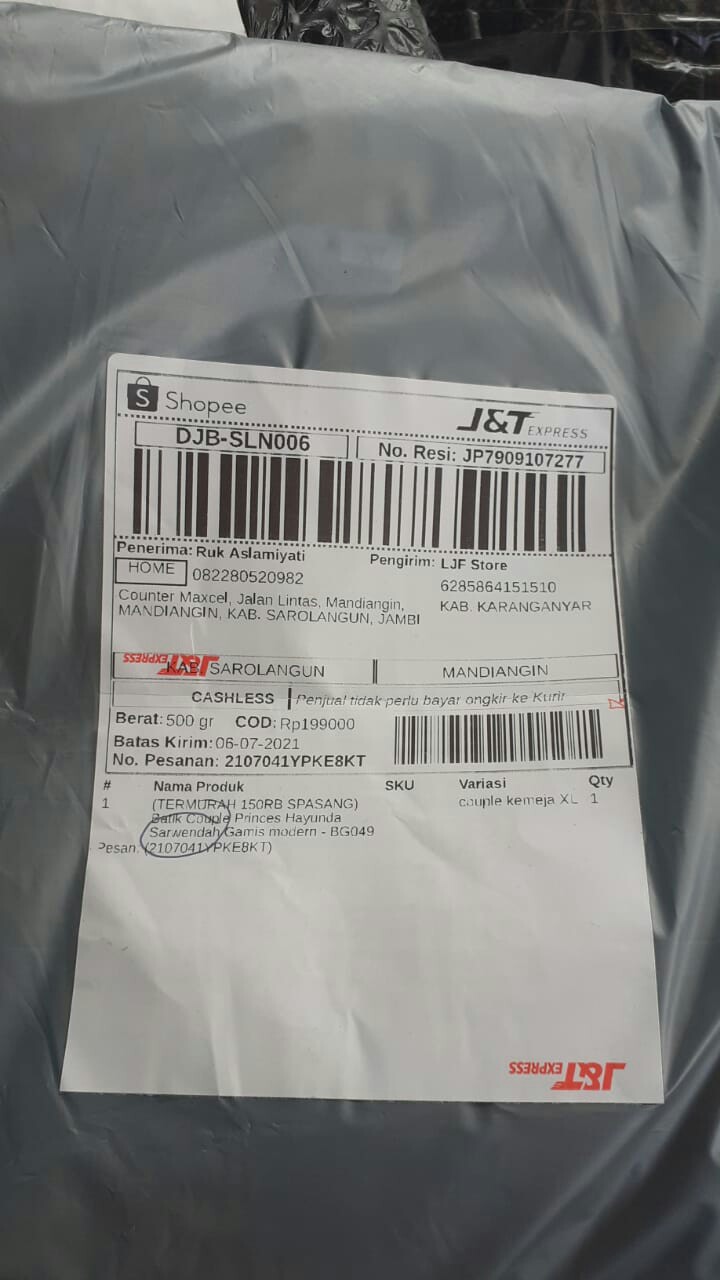 Shopee
J&T EXPRESS
DJB-SLN006
No. Resi: JP7909107277
Penerima: Ruk Aslamiyati
Pengirim: LJF Store
HOME 082280520982
6285864151510
Counter Maxcel, Jalan Lintas, Mandiangin,
MANDIANGIN, KAB. SAROLANGUN, JAMBI
KAB. KARANGANYAR
J&T EXPRESS
KAB. SAROLANGUN
MANDIANGIN
CASHLESS Penjual tidak perlu bayar ongkir ke Kurir
Berat: 500 gr COD: Rp199000
Batas Kirim: 06-07-2021
No. Pesanan: 2107041YPKE8KT
# Nama Produk SKU Variasi Qty
1 (TERMURAH 150RB SPASANG) couple kemeja XL 1
Batik Couple Princes Hayunda
Sarwendah Gamis modern - BG049
Pesan: (2107041YPKE8KT)
J&T EXPRESS